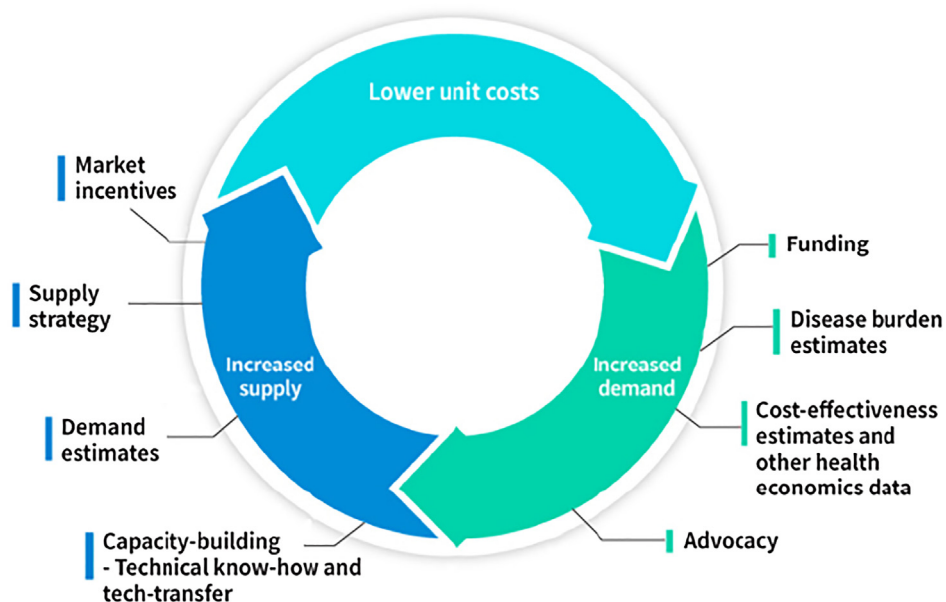 Lower unit costs
Market
incentives
Supply
strategy
Increased
supply
Demand
estimates
Capacity-building
- Technical know-how and
tech-transfer
Increased
demand
Funding
Disease burden
estimates
Cost-effectiveness
estimates and
other health
economics data
Advocacy